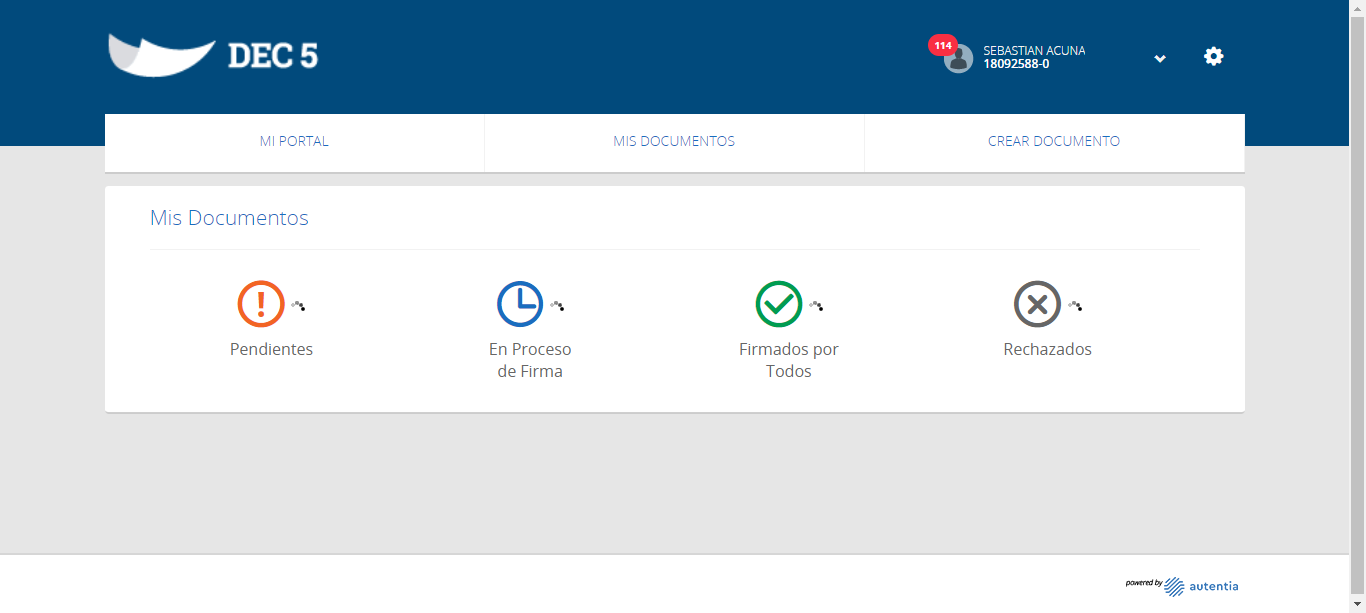 DEC 5
114
SEBASTIAN ACUNA
18092588-0
MI PORTAL
MIS DOCUMENTOS
CREAR DOCUMENTO
Mis Documentos
Pendientes
En Proceso
de Firma
Firmados por
Todos
Rechazados
powered by autentia